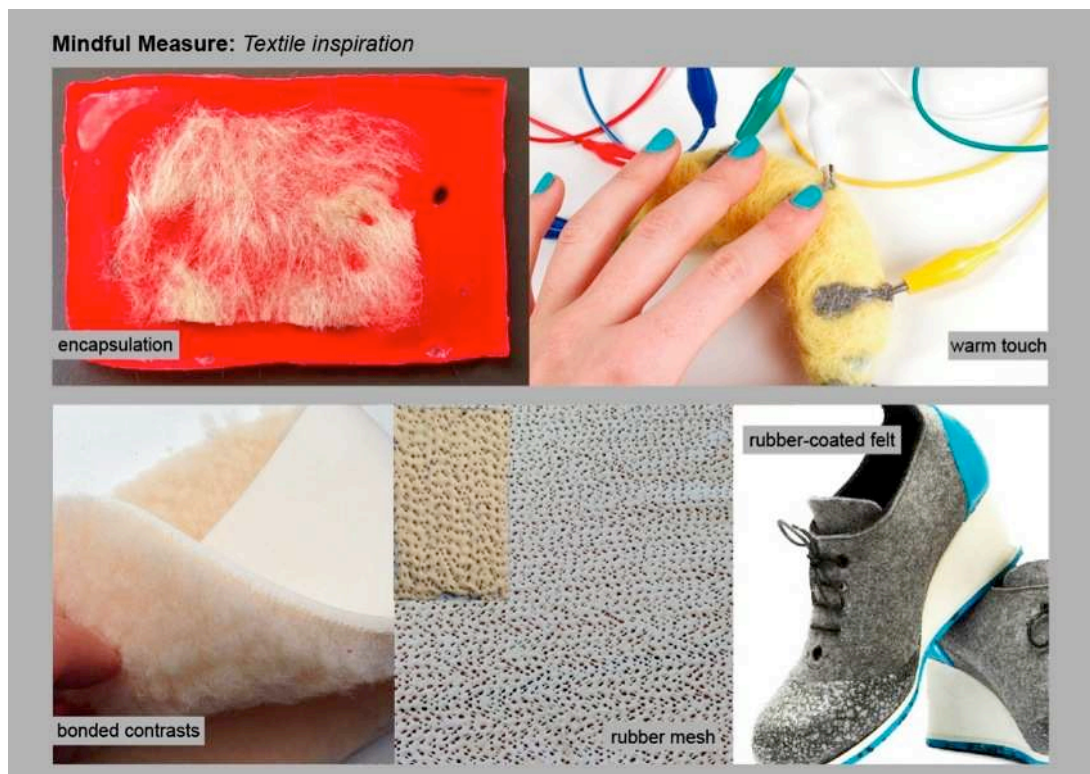 Mindful Measure: Textile inspiration
encapsulation
warm touch
bonded contrasts
rubber mesh
rubber-coated felt